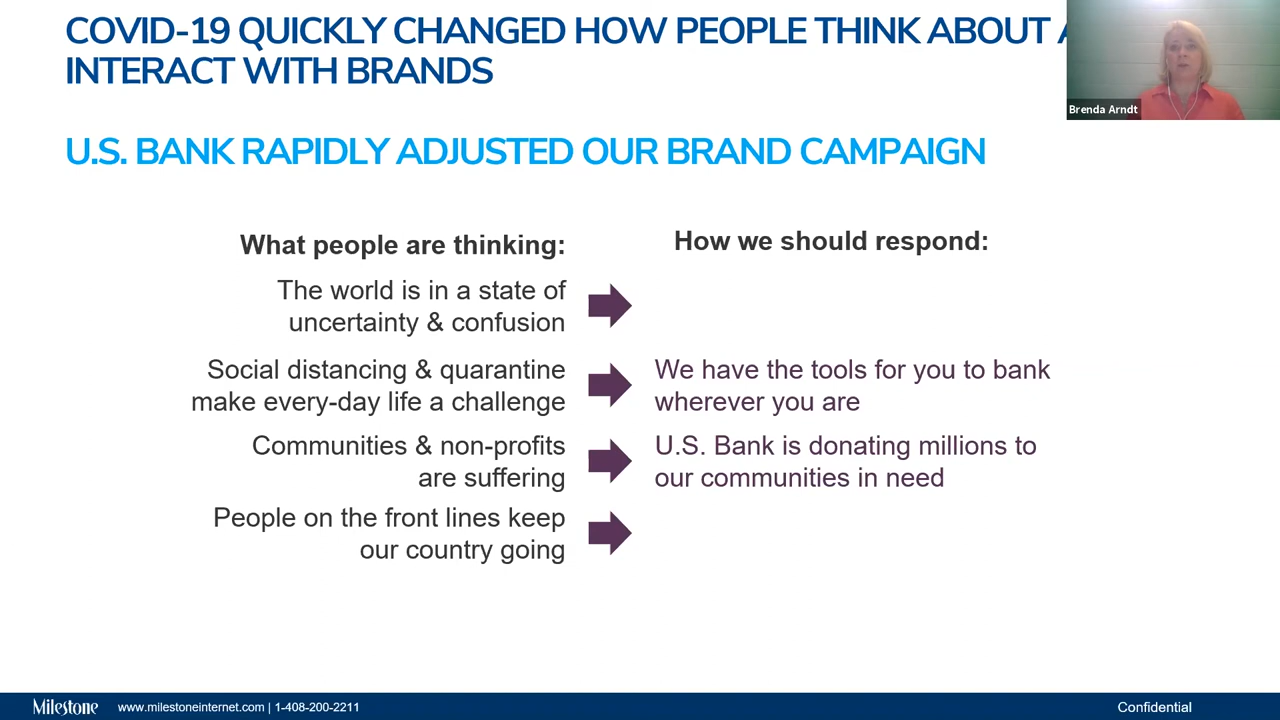 COVID-19 QUICKLY CHANGED HOW PEOPLE THINK ABOUT
INTERACT WITH BRANDS
Brenda Arndt
U.S. BANK RAPIDLY ADJUSTED OUR BRAND CAMPAIGN
What people are thinking:
How we should respond:
The world is in a state of
uncertainty & confusion
Social distancing & quarantine
make every-day life a challenge
We have the tools for you to bank
wherever you are
Communities & non-profits
are suffering
U.S. Bank is donating millions to
our communities in need
People on the front lines keep
our country going
Milestone
www.milestoneinternet.com | 1-408-200-2211
Confidential